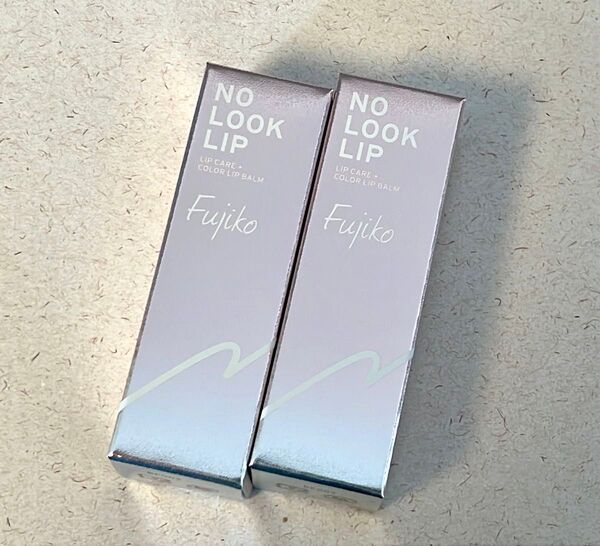 NO
LOOK
LIP
LIP CARE +
COLOR LIP BALM
Fujiko
NO
LOOK
LIP
LIP CARE +
COLOR LIP BALM
Fujiko